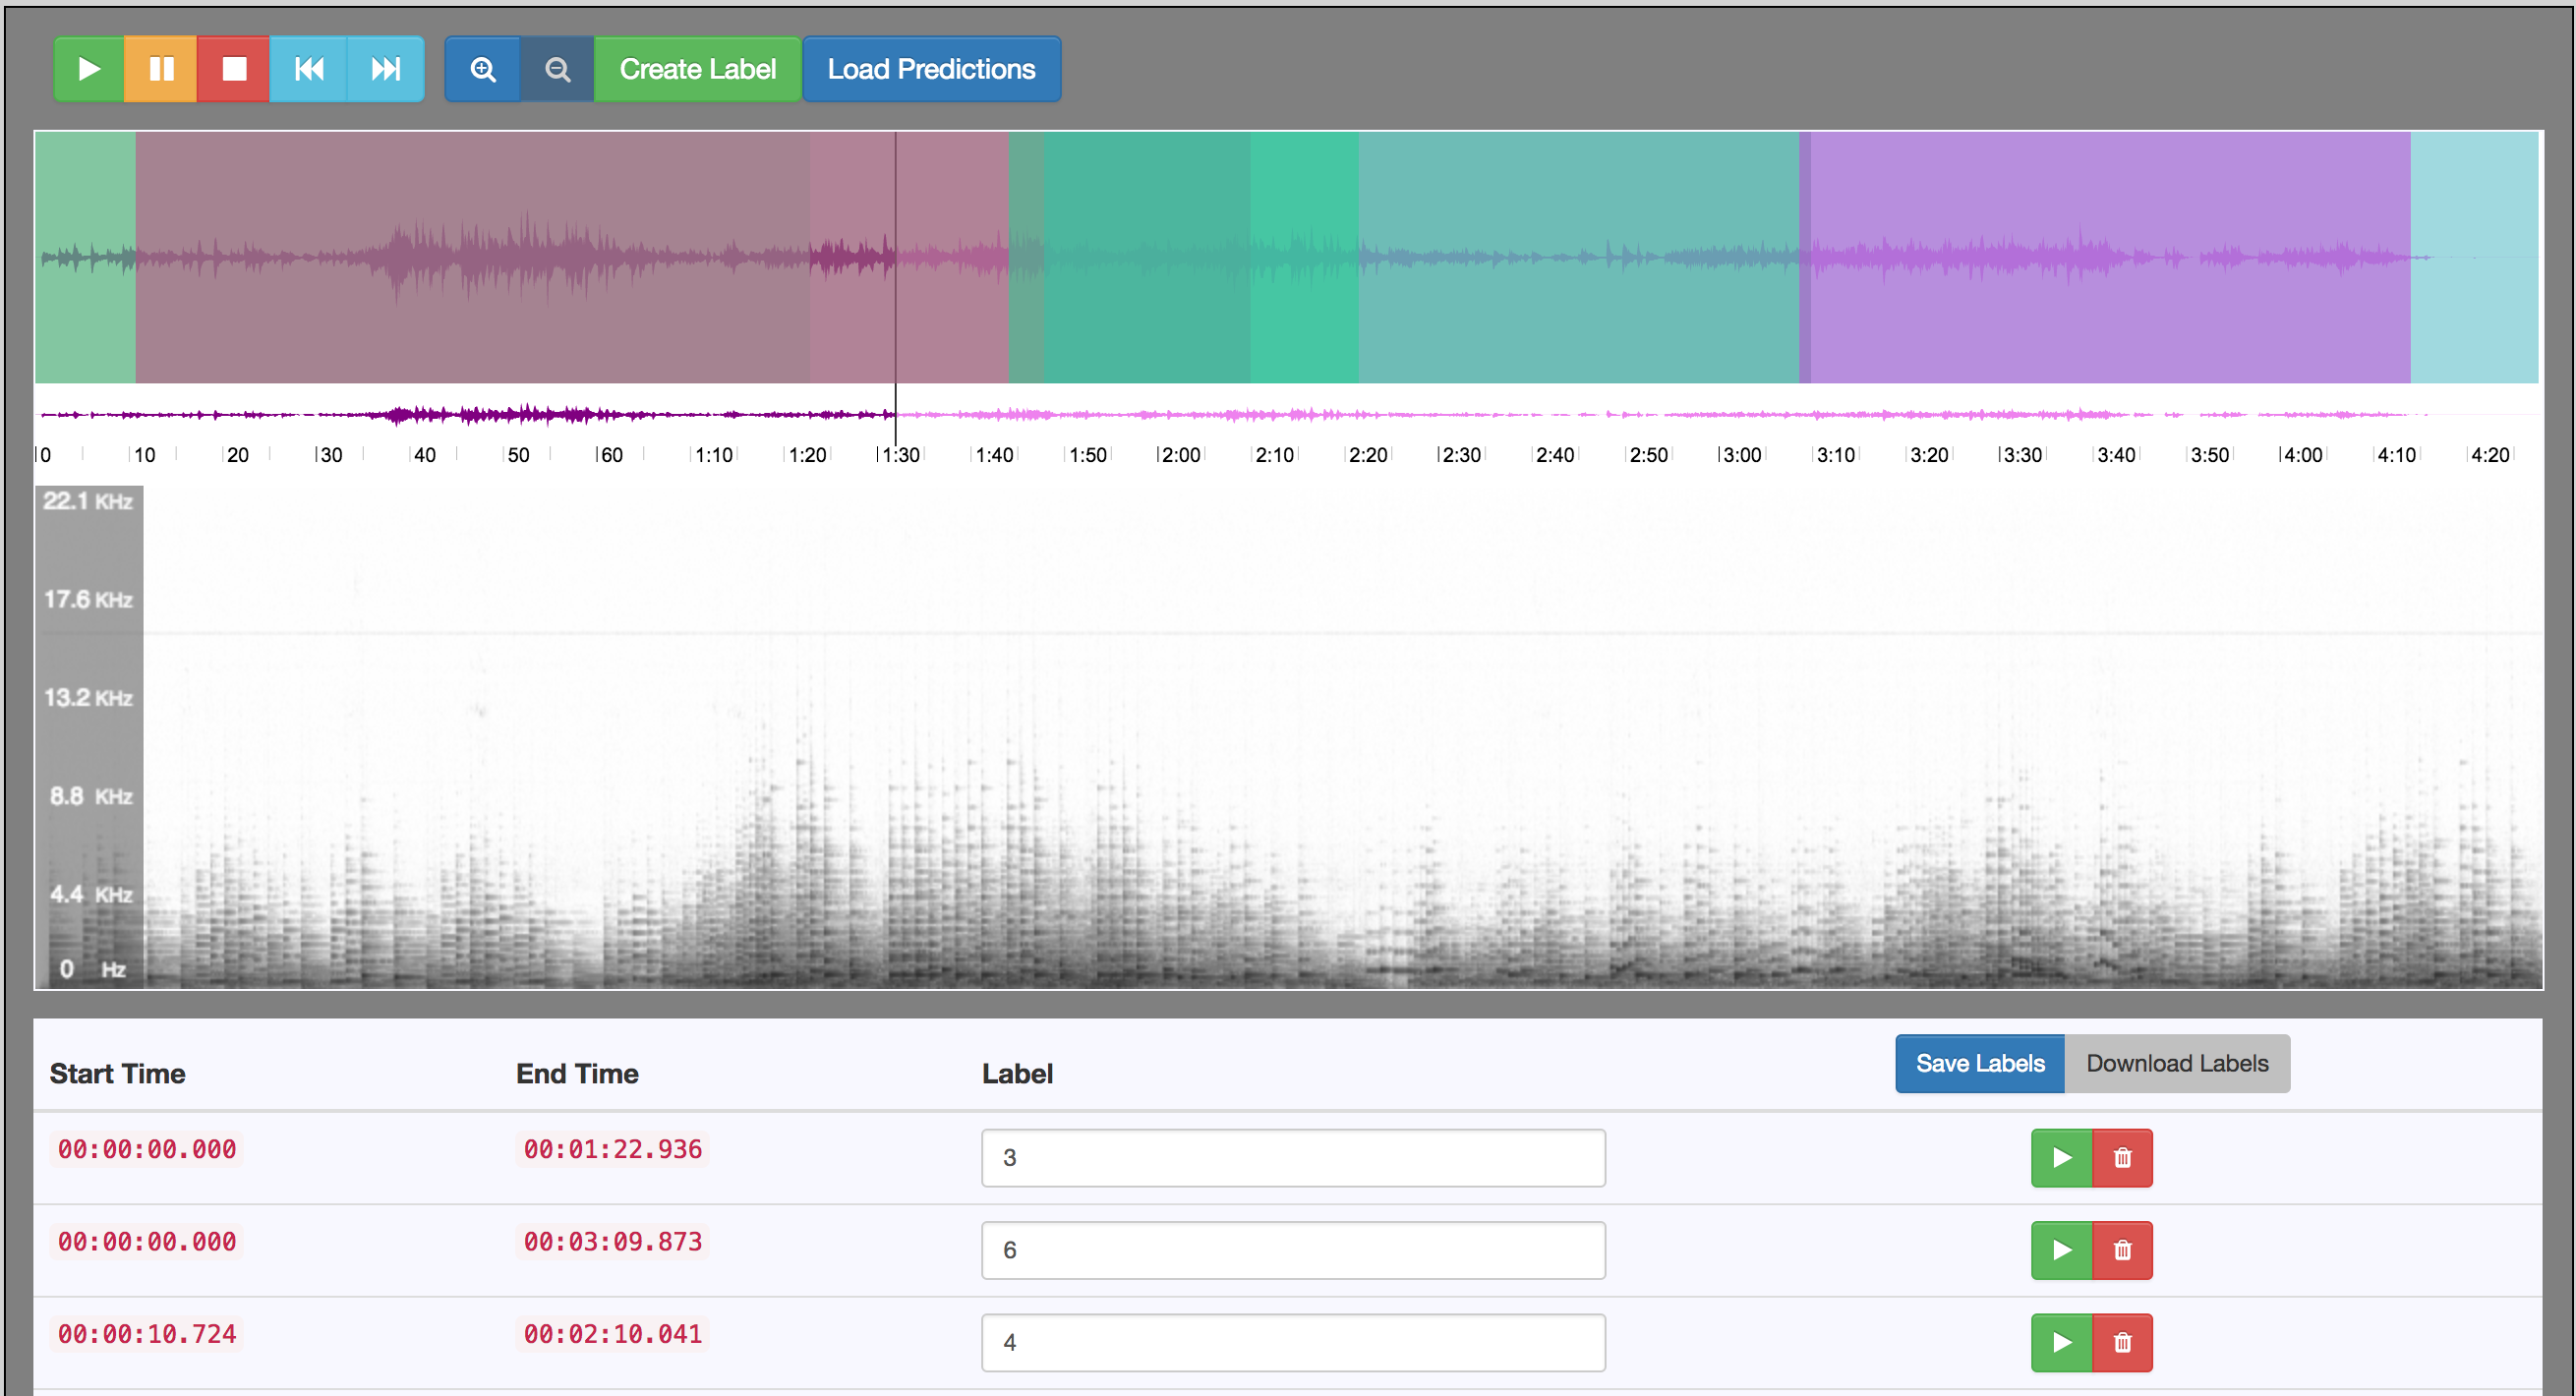 Create Label Load Predictions
0 10 20 30 40 50 60 1:10 1:20 1:30 1:40 1:50 2:00 2:10 2:20 2:30 2:40 2:50 3:00 3:10 3:20 3:30 3:40 3:50 4:00 4:10 4:20
22.1 KHz
17.6 KHz
13.2 KHz
8.8 KHz
4.4 KHz
0 Hz
Start Time End Time Label Save Labels Download Labels
00:00:00.000 00:01:22.936 3
00:00:00.000 00:03:09.873 6
00:00:10.724 00:02:10.041 4